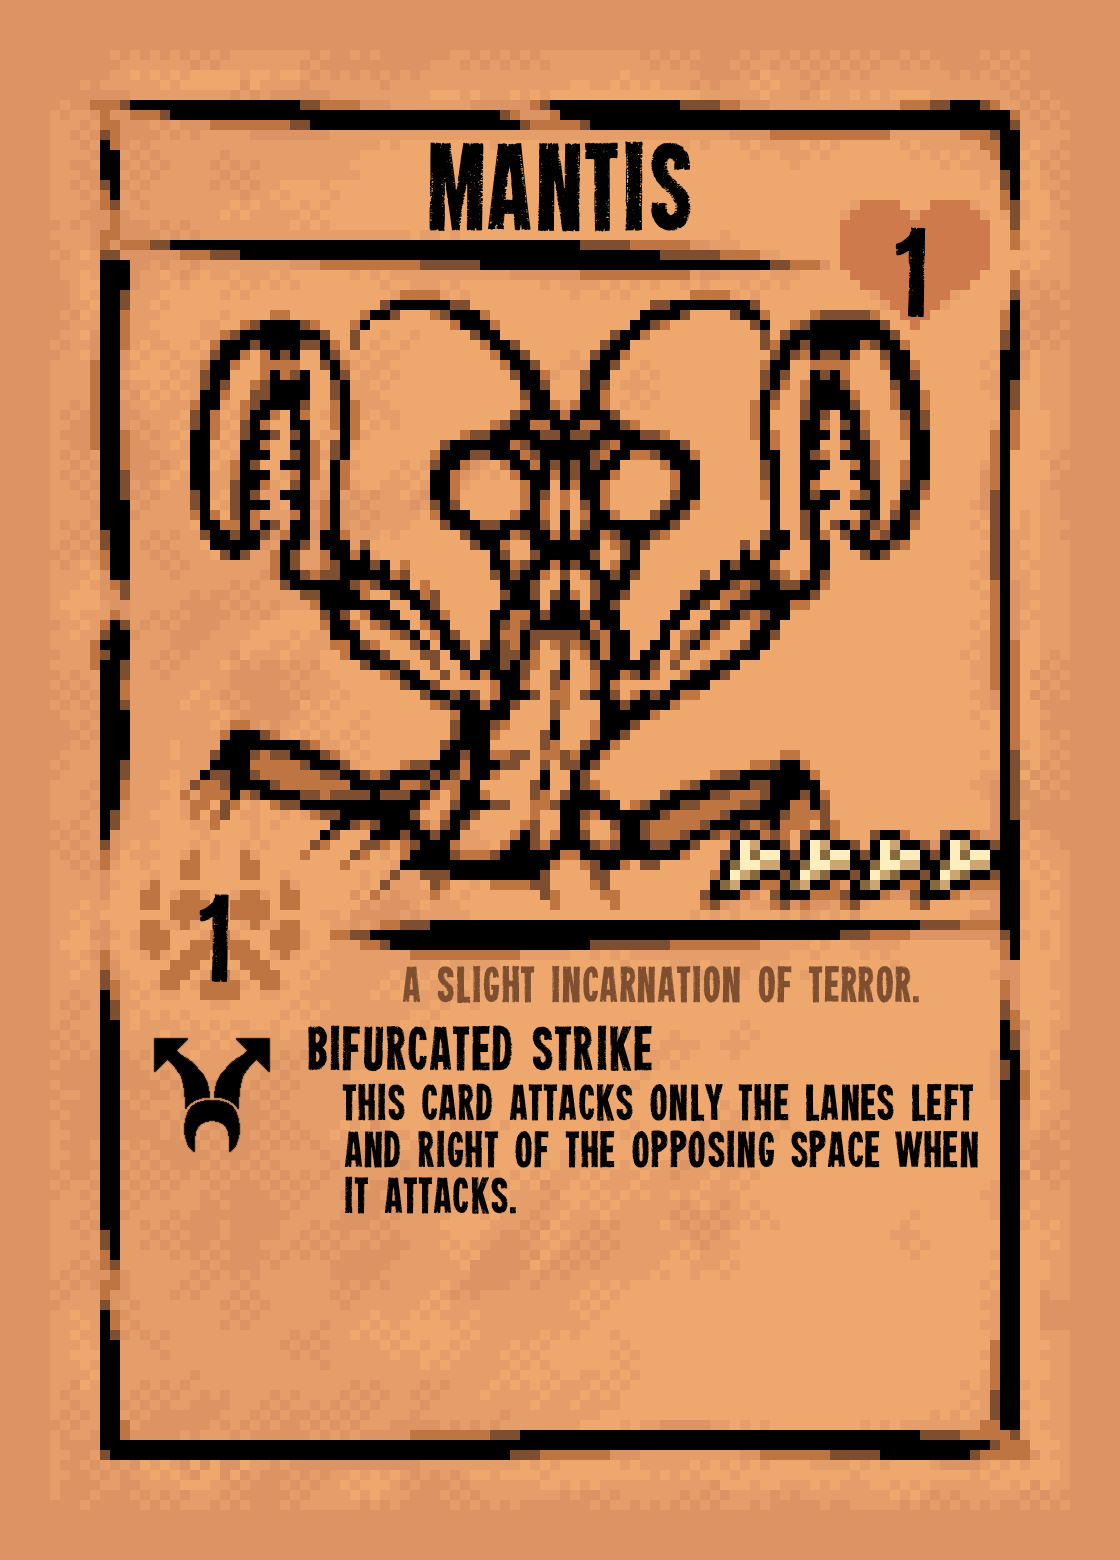 MANTIS
1
1
A SLIGHT INCARNATION OF TERROR.
BIFURCATED STRIKE
THIS CARD ATTACKS ONLY THE LANES LEFT
AND RIGHT OF THE OPPOSING SPACE WHEN
IT ATTACKS.